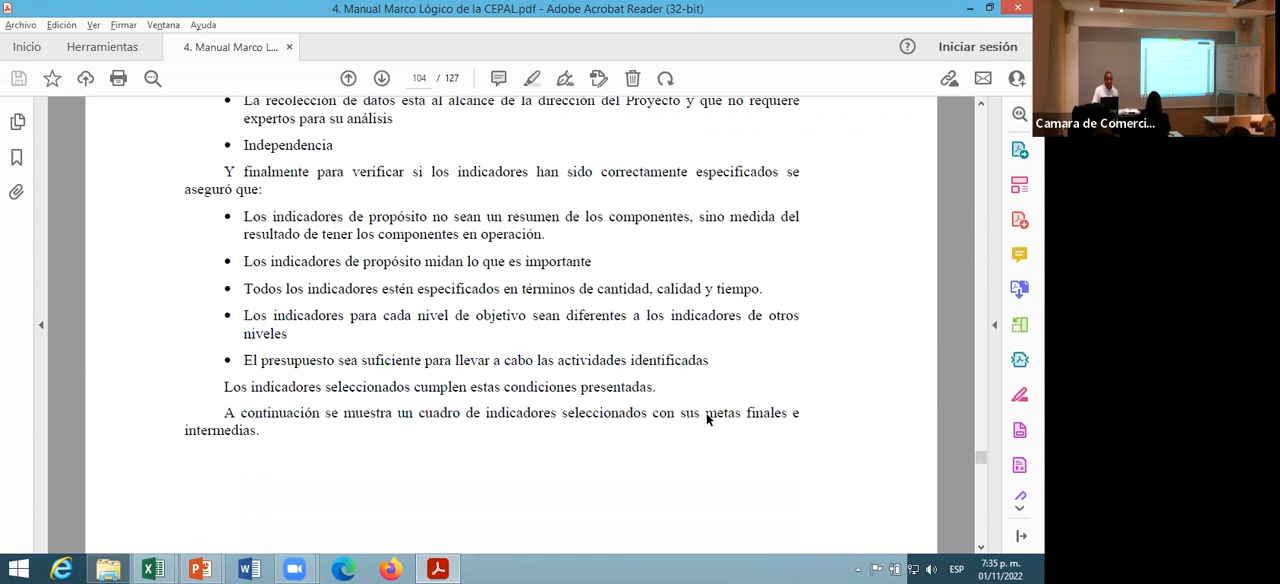 4. Manual Marco Lógico de la CEPAL.pdf - Adobe Acrobat Reader (32-bit)
Archivo Edición Ver Firmar Ventana Ayuda
Inicio Herramientas 4. Manual Marco L... × Iniciar sesión
104 / 127
Camara de Comerci...
• La recolección de datos está al alcance de la dirección del Proyecto y que no requiere
expertos para su análisis
• Independencia
Y finalmente para verificar si los indicadores han sido correctamente especificados se
aseguró que:
• Los indicadores de propósito no sean un resumen de los componentes, sino medida del
resultado de tener los componentes en operación.
• Los indicadores de propósito midan lo que es importante
• Todos los indicadores estén especificados en términos de cantidad, calidad y tiempo.
• Los indicadores para cada nivel de objetivo sean diferentes a los indicadores de otros
niveles
• El presupuesto sea suficiente para llevar a cabo las actividades identificadas
Los indicadores seleccionados cumplen estas condiciones presentadas.
A continuación se muestra un cuadro de indicadores seleccionados con sus metas finales e
intermedias.
ESP
7:35 p. m.
01/11/2022